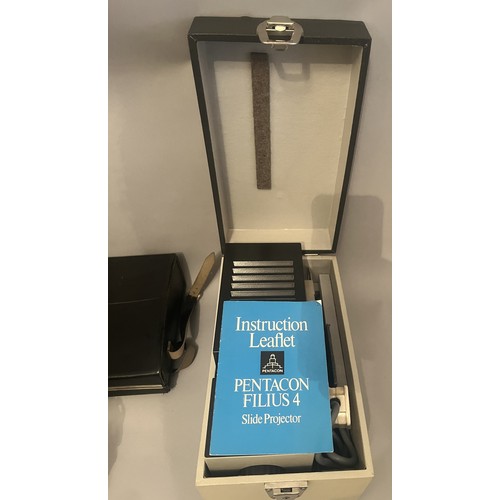 Instruction
Leaflet
PENTACON
PENTACON
FILIUS 4
Slide Projector